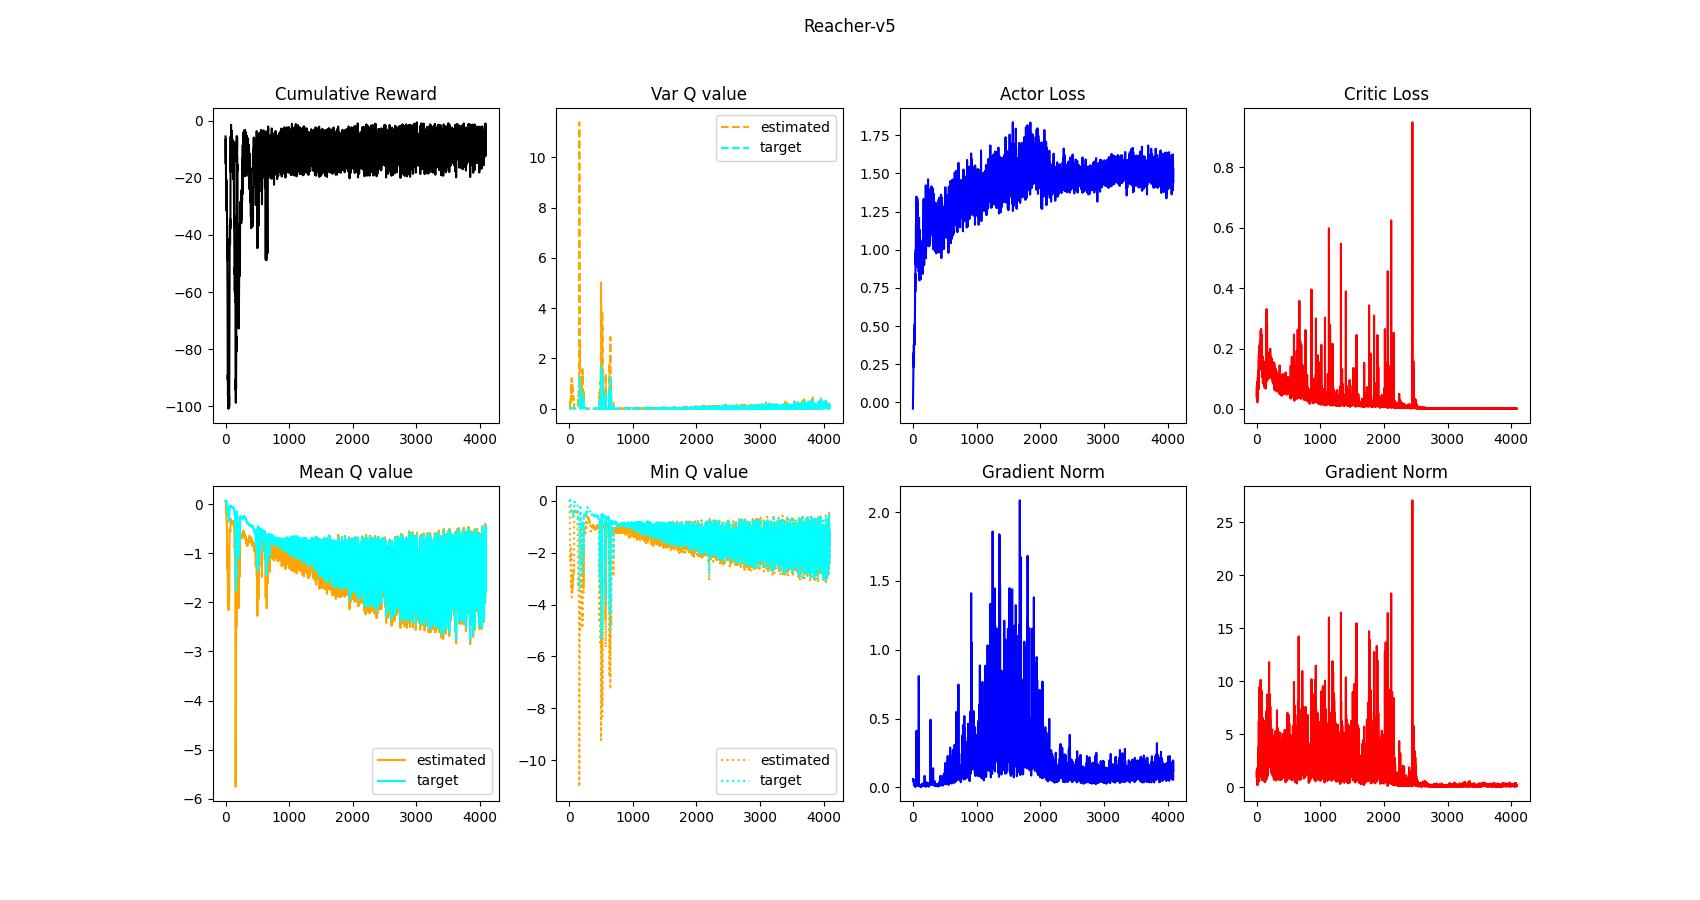 Reacher-v5
Cumulative Reward
0
−20
−40
−60
−80
−100
0 1000 2000 3000 4000
Var Q value
estimated
target
10
8
6
4
2
0
0 1000 2000 3000 4000
Actor Loss
1.75
1.50
1.25
1.00
0.75
0.50
0.25
0.00
0 1000 2000 3000 4000
Critic Loss
0.8
0.6
0.4
0.2
0.0
0 1000 2000 3000 4000
Mean Q value
0
−1
−2
−3
−4
−5
−6
estimated
target
0 1000 2000 3000 4000
Min Q value
0
−2
−4
−6
−8
−10
estimated
target
0 1000 2000 3000 4000
Gradient Norm
2.0
1.5
1.0
0.5
0.0
0 1000 2000 3000 4000
Gradient Norm
25
20
15
10
5
0
0 1000 2000 3000 4000